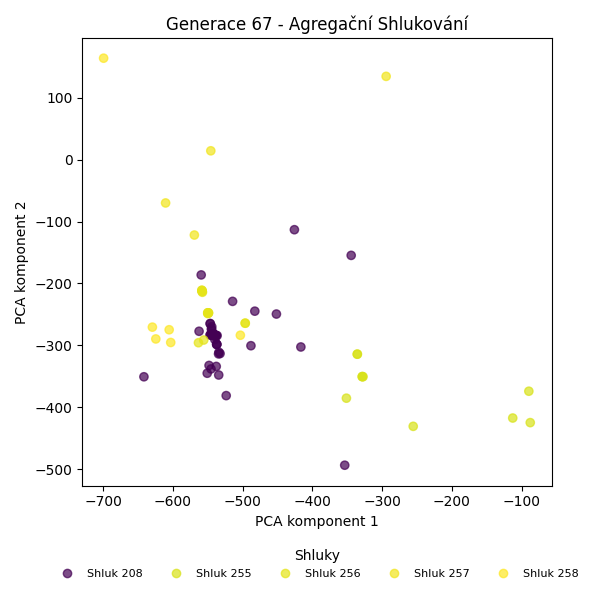 Generace 67 - Agregační Shlukování
100
0
−100
−200
−300
−400
−500
PCA komponent 2
−700 −600 −500 −400 −300 −200 −100
PCA komponent 1
Shluky
Shluk 208 Shluk 255 Shluk 256 Shluk 257 Shluk 258